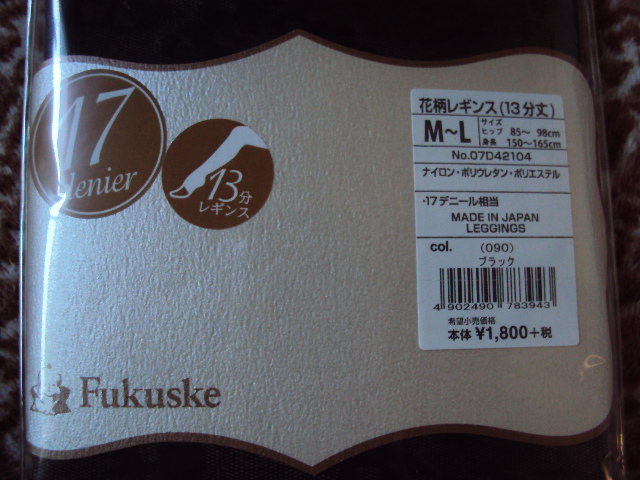 17
denier
13分
レギンス
Fukuske
花柄レギンス(13分丈)
M~L
サイズ
ヒップ 85~ 98cm
身長 150~165cm
No.07D42104
ナイロン・ポリウレタン・ポリエステル
・17デニール相当
MADE IN JAPAN
LEGGINGS
col. (090)
ブラック
4 902490 783943
希望小売価格
本体 ¥1,800+税